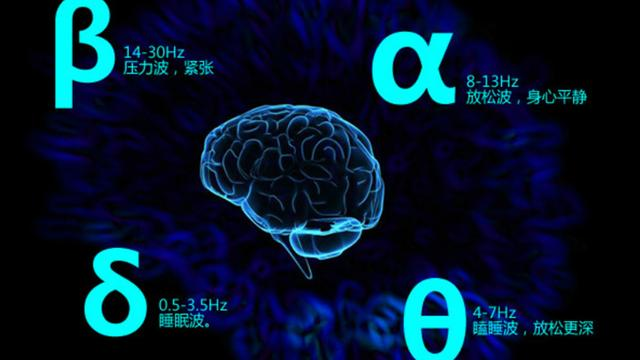 β
14-30Hz
压力波，紧张
α
8-13Hz
放松波，身心平静
δ
0.5-3.5Hz
睡眠波。
θ
4-7Hz
瞌睡波，放松更深